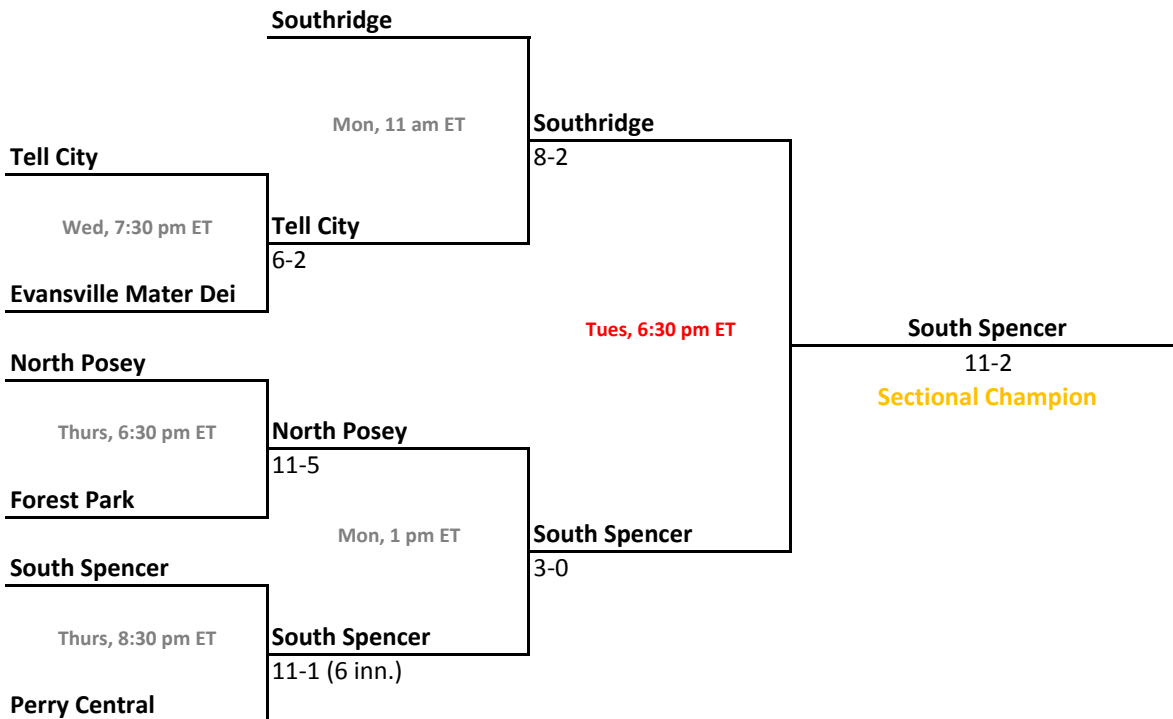 Southridge
Mon, 11 am ET
Southridge
8-2
Tell City
Wed, 7:30 pm ET
Tell City
6-2
Evansville Mater Dei
Tues, 6:30 pm ET
South Spencer
11-2
Sectional Champion
North Posey
Thurs, 6:30 pm ET
North Posey
11-5
Forest Park
Mon, 1 pm ET
South Spencer
3-0
South Spencer
Thurs, 8:30 pm ET
South Spencer
11-1 (6 inn.)
Perry Central